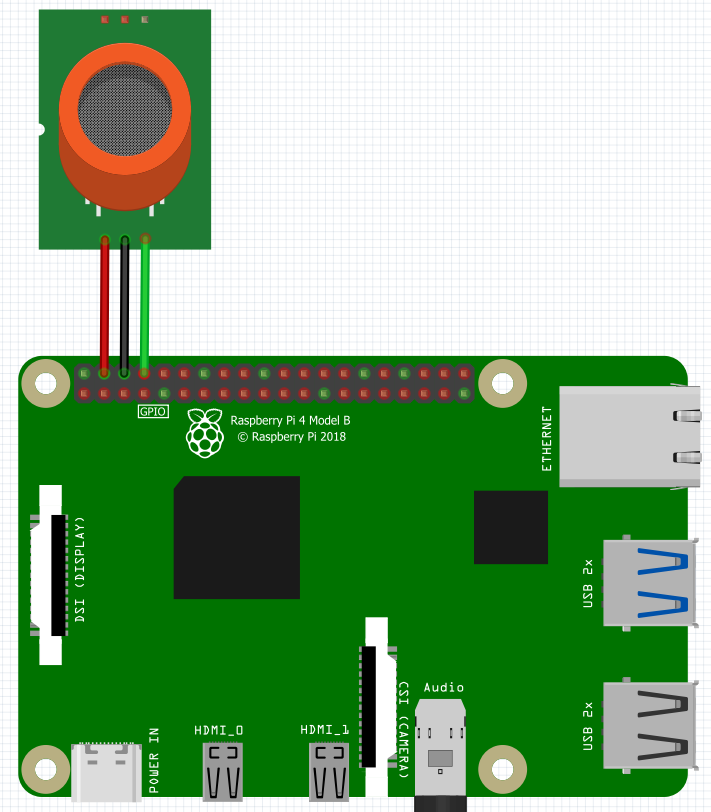 GPIO
Raspberry Pi 4 Model B
© Raspberry Pi 2018
ETHERNET
DSI (DISPLAY)
USB 2x
CSI (CAMERA)
Audio
USB 2x
HDMI_0
HDMI_1
POWER IN